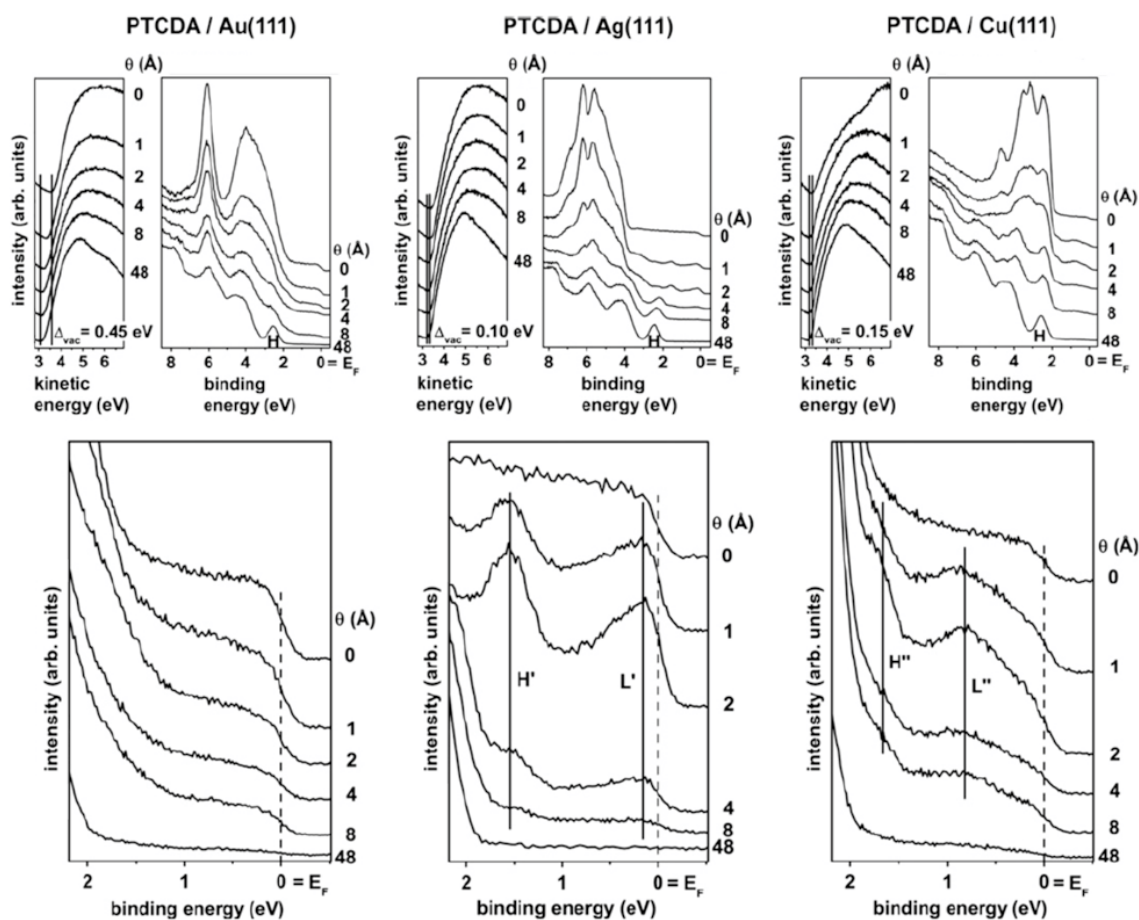 PTCDA / Au(111)
PTCDA / Ag(111)
PTCDA / Cu(111)
θ (Å)
0
1
2
4
8
48
intensity (arb. units)
Δvac = 0.45 eV
3 4 5 6
kinetic
energy (eV)
θ (Å)
0
1
2
4
8
48
H
8 6 4 2 0 = EF
binding
energy (eV)
θ (Å)
0
1
2
4
8
48
intensity (arb. units)
Δvac = 0.10 eV
3 4 5 6
kinetic
energy (eV)
θ (Å)
0
1
2
4
8
48
H
8 6 4 2 0 = EF
binding
energy (eV)
θ (Å)
0
1
2
4
8
48
intensity (arb. units)
Δvac = 0.15 eV
3 4 5 6
kinetic
energy (eV)
θ (Å)
0
1
2
4
8
48
H
8 6 4 2 0 = EF
binding
energy (eV)
intensity (arb. units)
θ (Å)
0
1
2
4
8
48
2 1 0 = EF
binding energy (eV)
intensity (arb. units)
H' L'
θ (Å)
0
1
2
4
8
48
2 1 0 = EF
binding energy (eV)
intensity (arb. units)
H"
L"
θ (Å)
0
1
2
4
8
48
2 1 0 = EF
binding energy (eV)